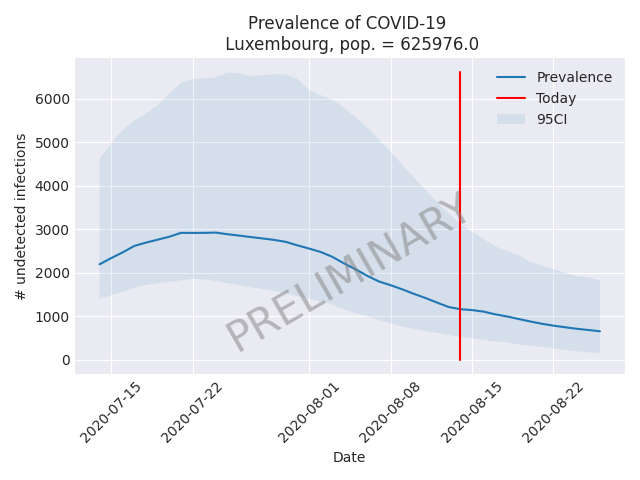 Prevalence of COVID-19
Luxembourg, pop. = 625976.0
Prevalence
Today
95CI
# undetected infections
6000
5000
4000
3000
2000
1000
0
PRELIMINARY
2020-07-15
2020-07-22
2020-08-01
2020-08-08
2020-08-15
2020-08-22
Date